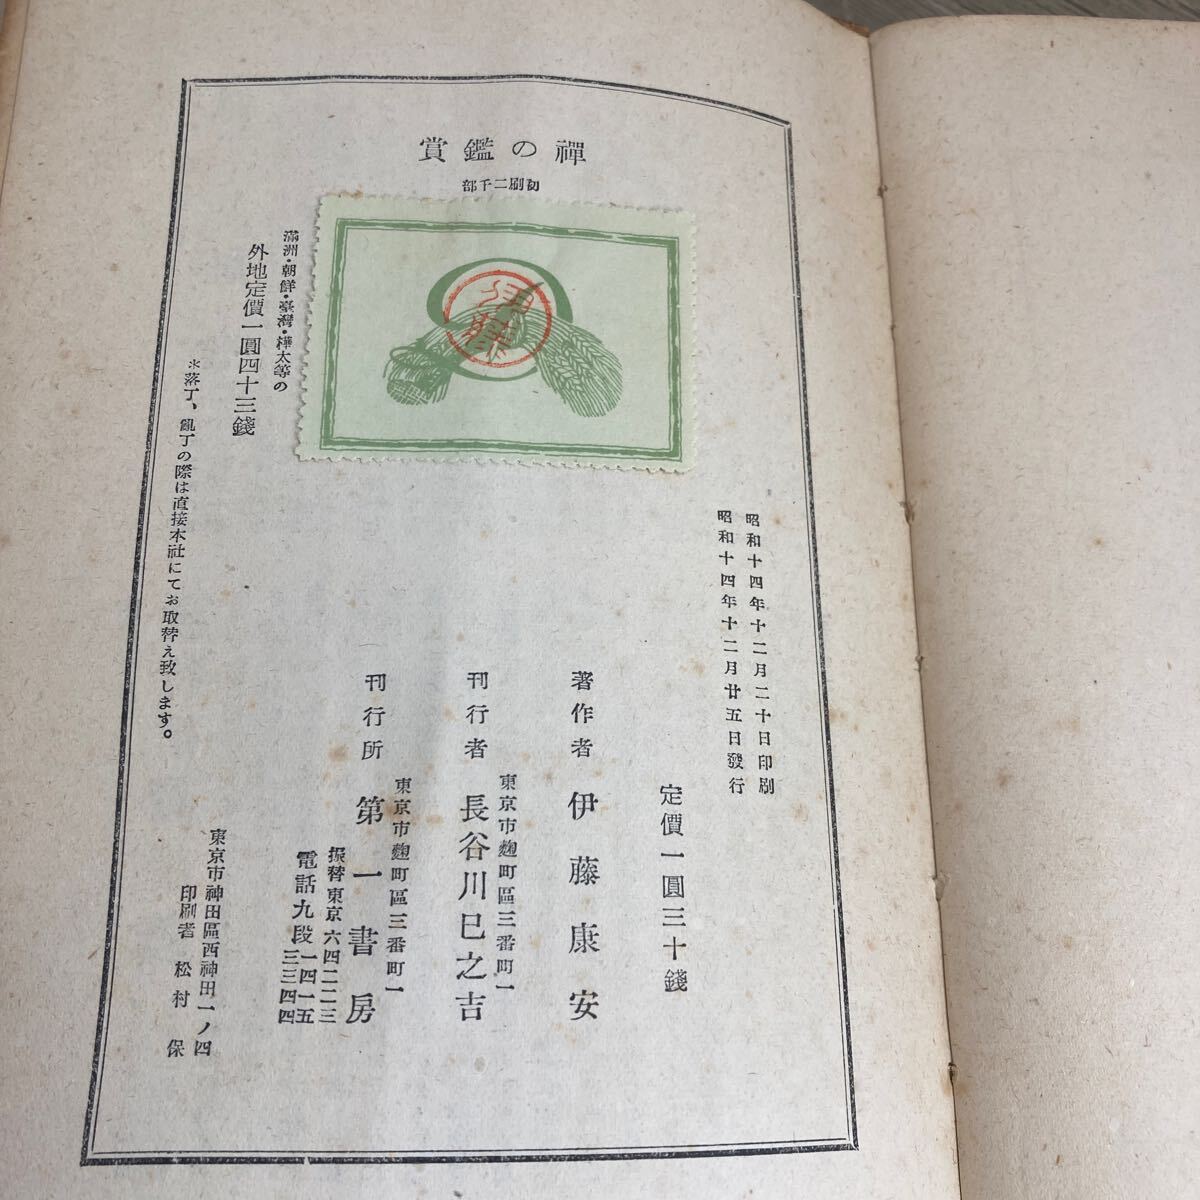 禪の鑑賞
初刷二千部
昭和十四年十二月二十日印刷
昭和十四年十二月廿五日發行
定價一圓三十錢
著作者 伊藤康安
東京市麴町區三番町一
刊行者 長谷川巳之吉
東京市麴町區三番町一
刊行所 第一書房
振替東京六四二二三
電話九段一四一五
三三四四
滿洲・朝鮮・臺灣・樺太等の
外地定價一圓四十三錢
＊落丁、亂丁の際は直接本社にてお取替え致します。
東京市神田區西神田一ノ四
印刷者 松村保